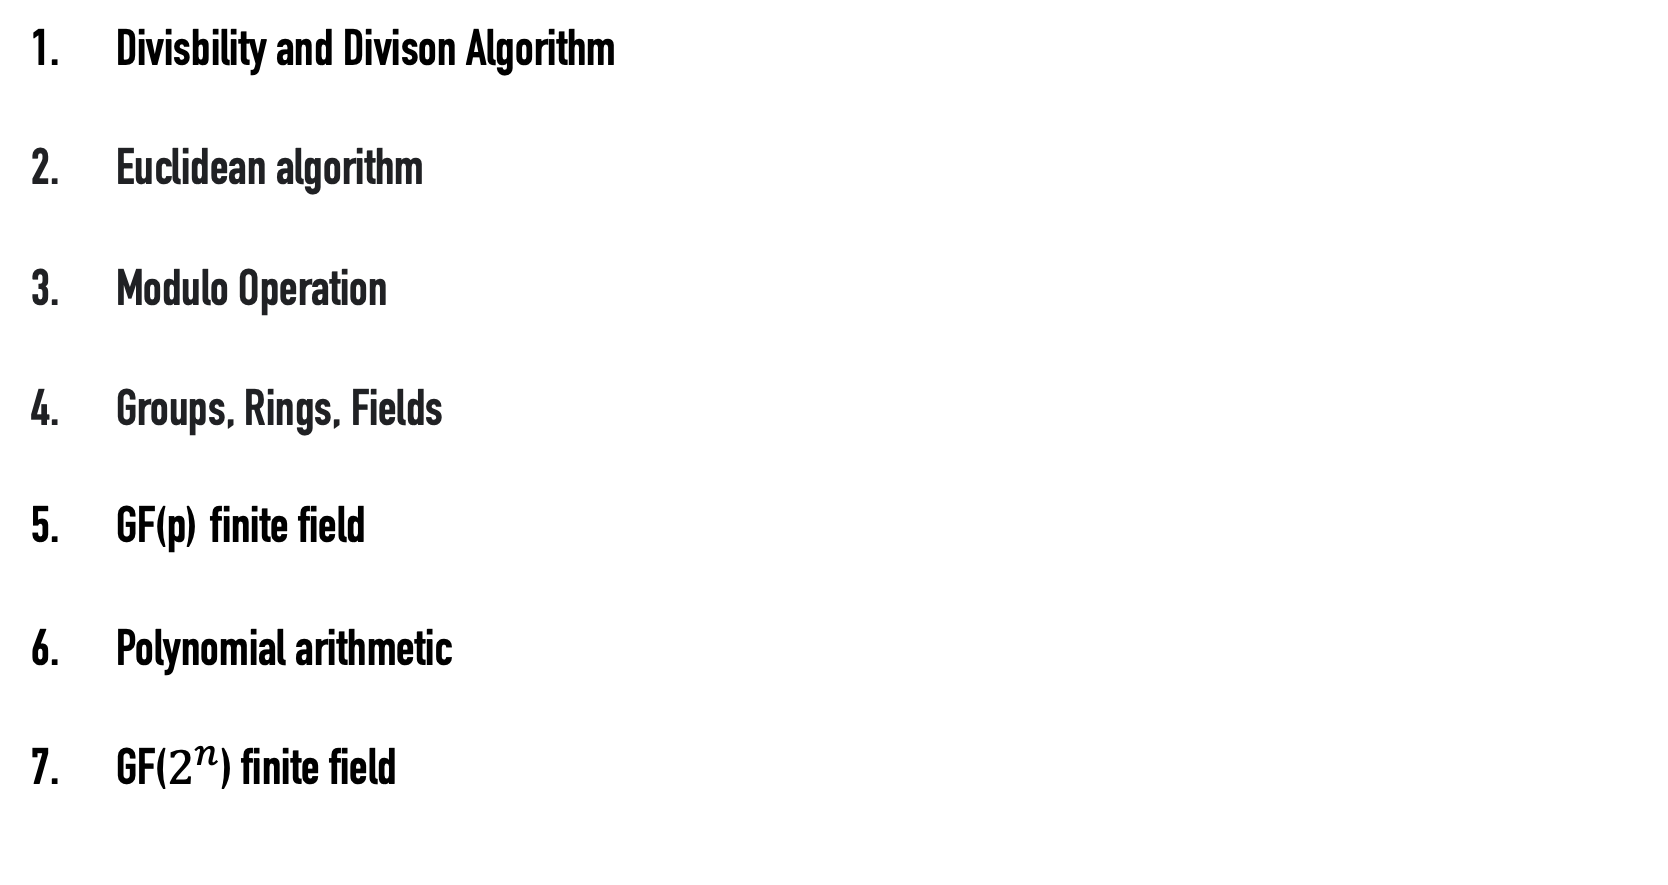 1. Divisbility and Divison Algorithm
2. Euclidean algorithm
3. Modulo Operation
4. Groups, Rings, Fields
5. GF(p) finite field
6. Polynomial arithmetic
7. GF(2ⁿ) finite field